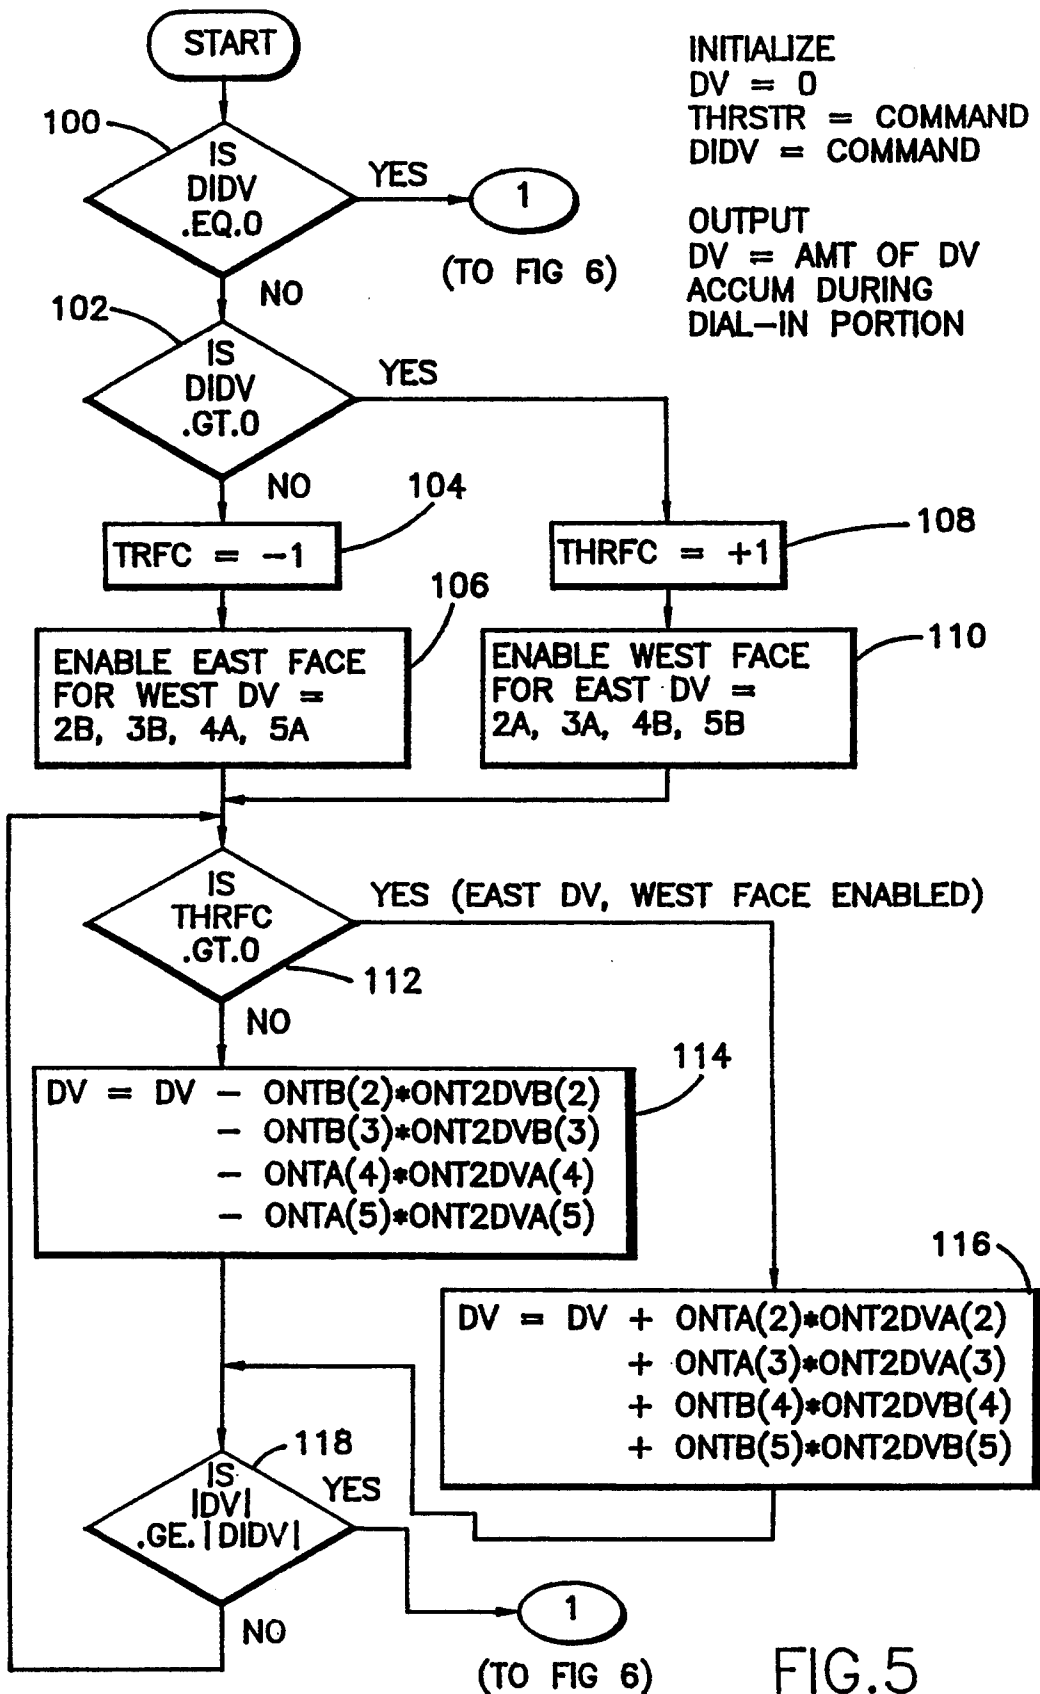 START
INITIALIZE
DV = 0
THRSTR = COMMAND
DIDV = COMMAND
OUTPUT
DV = AMT OF DV
ACCUM DURING
DIAL-IN PORTION
100
IS
DIDV
.EQ.0
YES
1
(TO FIG 6)
NO
102
IS
DIDV
.GT.0
YES
NO
104
TRFC = -1
108
THRFC = +1
106
ENABLE EAST FACE
FOR WEST DV =
2B, 3B, 4A, 5A
110
ENABLE WEST FACE
FOR EAST DV =
2A, 3A, 4B, 5B
IS
THRFC
.GT.0
YES (EAST DV, WEST FACE ENABLED)
112
NO
114
DV = DV - ONTB(2)*ONT2DVB(2)
- ONTB(3)*ONT2DVB(3)
- ONTA(4)*ONT2DVA(4)
- ONTA(5)*ONT2DVA(5)
116
DV = DV + ONTA(2)*ONT2DVA(2)
+ ONTA(3)*ONT2DVA(3)
+ ONTB(4)*ONT2DVB(4)
+ ONTB(5)*ONT2DVB(5)
118
IS
|DV|
.GE.|DIDV|
YES
NO
1
(TO FIG 6)
FIG.5